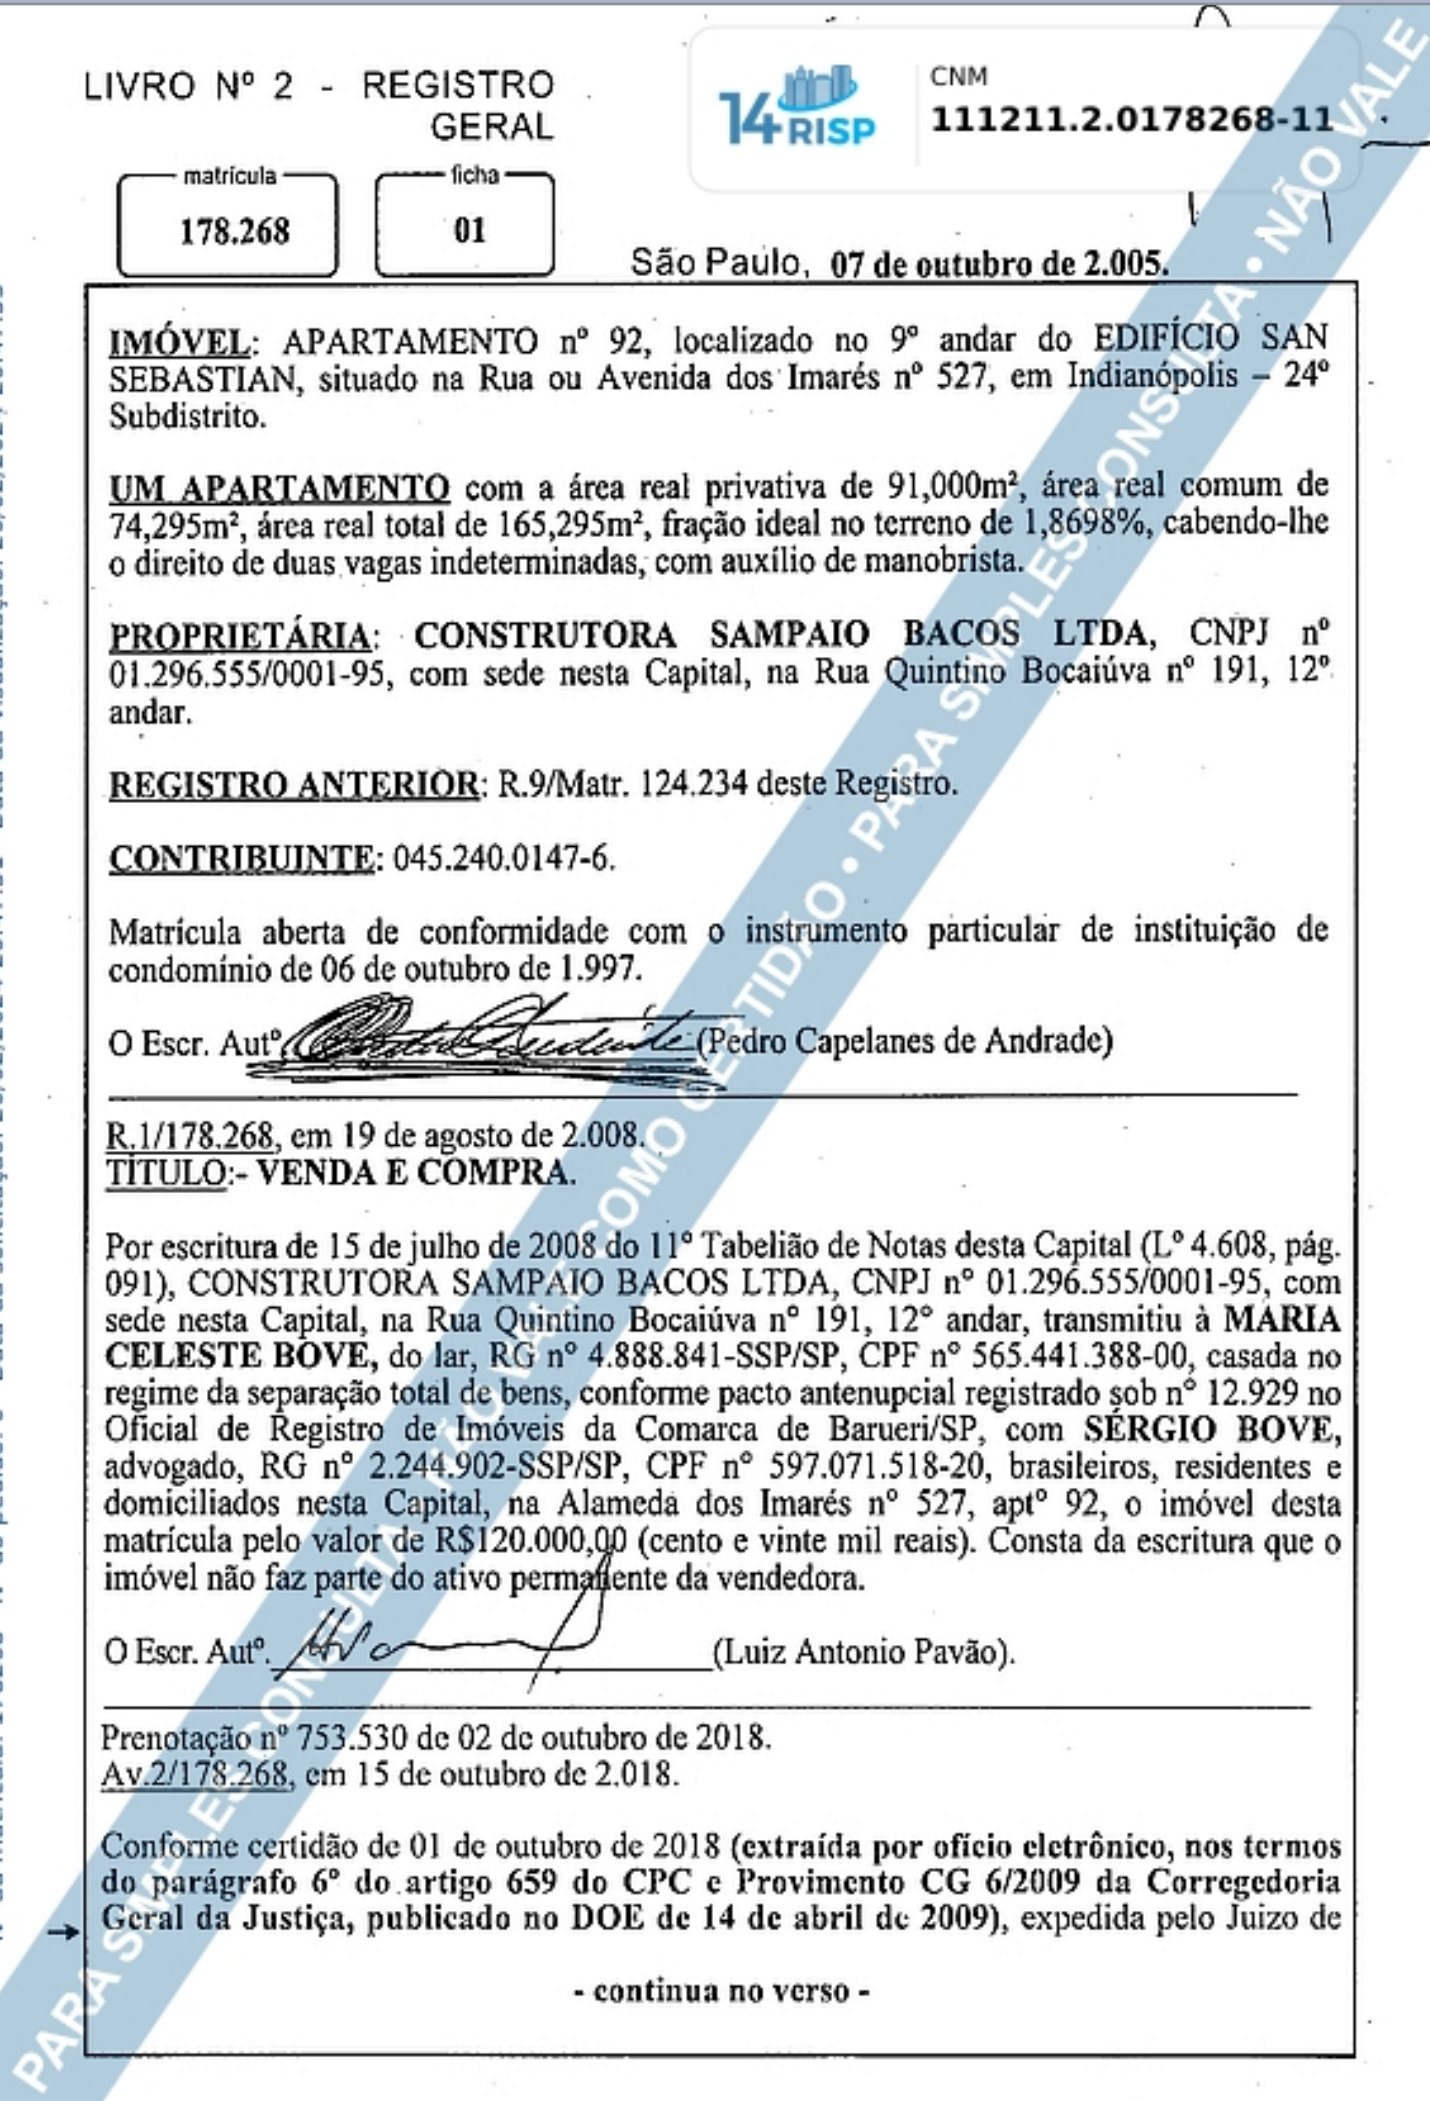 LIVRO Nº 2 - REGISTRO
GERAL
14 RISP
CNM
111211.2.0178268-11
matrícula
178.268
ficha
01
São Paulo, 07 de outubro de 2.005.
IMÓVEL: APARTAMENTO nº 92, localizado no 9º andar do EDIFÍCIO SAN
SEBASTIAN, situado na Rua ou Avenida dos Imarés nº 527, em Indianópolis – 24º
Subdistrito.
UM APARTAMENTO com a área real privativa de 91,000m², área real comum de
74,295m², área real total de 165,295m², fração ideal no terreno de 1,8698%, cabendo-lhe
o direito de duas vagas indeterminadas, com auxílio de manobrista.
PROPRIETÁRIA: CONSTRUTORA SAMPAIO BACOS LTDA, CNPJ nº
01.296.555/0001-95, com sede nesta Capital, na Rua Quintino Bocaiúva nº 191, 12º
andar.
REGISTRO ANTERIOR: R.9/Matr. 124.234 deste Registro.
CONTRIBUINTE: 045.240.0147-6.
Matrícula aberta de conformidade com o instrumento particular de instituição de
condomínio de 06 de outubro de 1.997.
O Escr. Autº. (Pedro Capelanes de Andrade)
R.1/178.268, em 19 de agosto de 2.008.
TÍTULO:- VENDA E COMPRA.
Por escritura de 15 de julho de 2008 do 11º Tabelião de Notas desta Capital (Lº 4.608, pág.
091), CONSTRUTORA SAMPAIO BACOS LTDA, CNPJ nº 01.296.555/0001-95, com
sede nesta Capital, na Rua Quintino Bocaiúva nº 191, 12º andar, transmitiu à MARIA
CELESTE BOVE, do lar, RG nº 4.888.841-SSP/SP, CPF nº 565.441.388-00, casada no
regime da separação total de bens, conforme pacto antenupcial registrado sob nº 12.929 no
Oficial de Registro de Imóveis da Comarca de Barueri/SP, com SÉRGIO BOVE,
advogado, RG nº 2.244.902-SSP/SP, CPF nº 597.071.518-20, brasileiros, residentes e
domiciliados nesta Capital, na Alameda dos Imarés nº 527, aptº 92, o imóvel desta
matrícula pelo valor de R$120.000,00 (cento e vinte mil reais). Consta da escritura que o
imóvel não faz parte do ativo permanente da vendedora.
O Escr. Autº. (Luiz Antonio Pavão).
Prenotação nº 753.530 de 02 de outubro de 2018.
Av.2/178.268, em 15 de outubro de 2.018.
Conforme certidão de 01 de outubro de 2018 (extraída por ofício eletrônico, nos termos
do parágrafo 6º do artigo 659 do CPC e Provimento CG 6/2009 da Corregedoria
Geral da Justiça, publicado no DOE de 14 de abril de 2009), expedida pelo Juizo de
- continua no verso -
PARA SIMPLES CONSULTA • NÃO VALE COMO CERTIDÃO • PARA SIMPLES CONSULTA • NÃO VALE